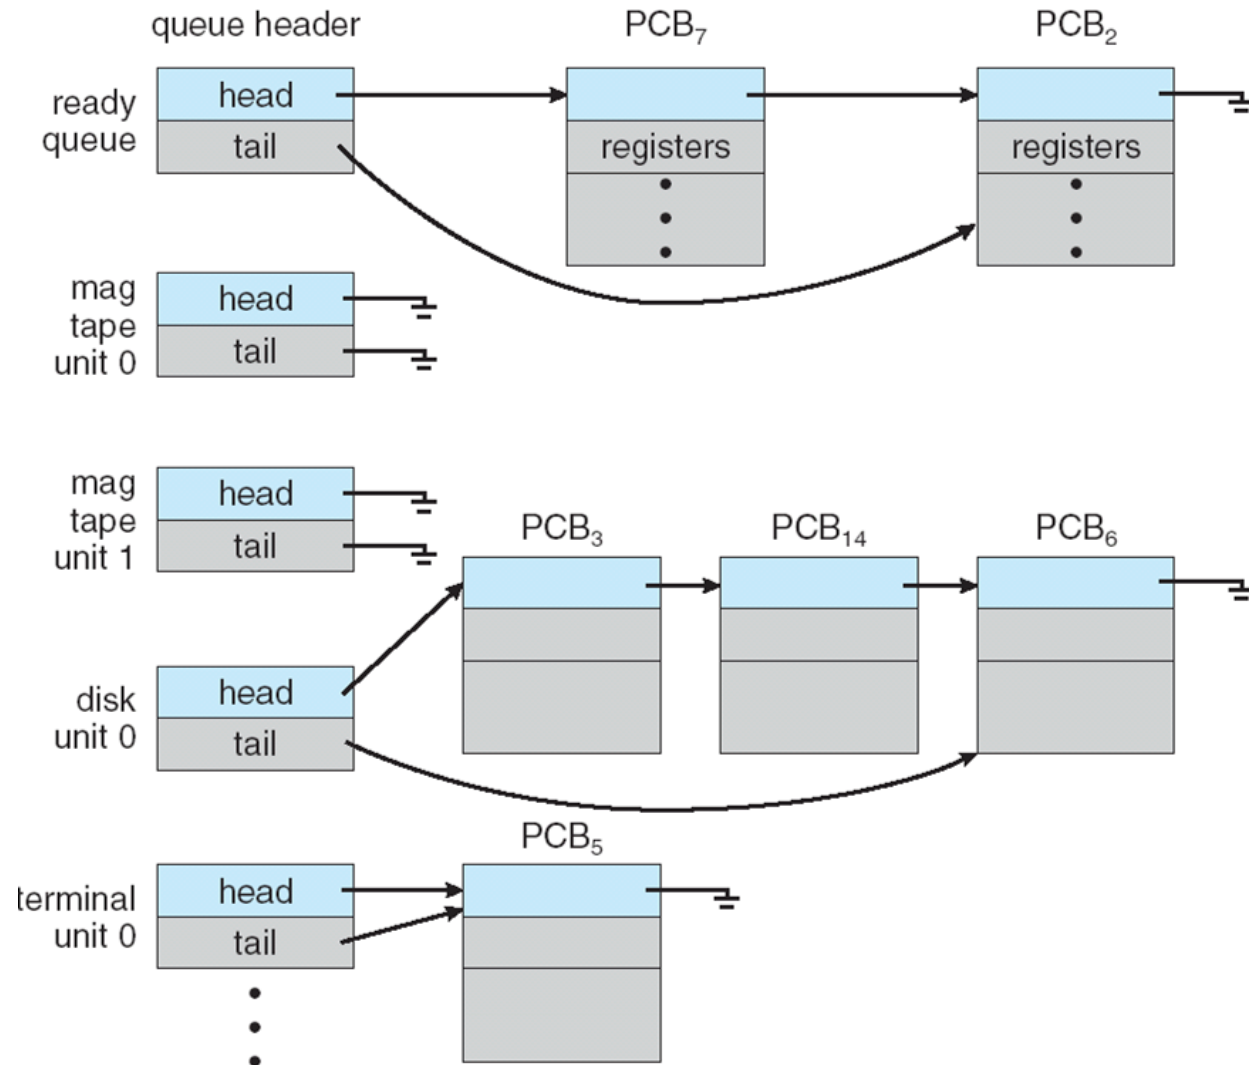 queue header PCB₇ PCB₂
ready
queue
head
tail
registers
registers
mag
tape
unit 0
head
tail
mag
tape
unit 1
head
tail
PCB₃ PCB₁₄ PCB₆
disk
unit 0
head
tail
PCB₅
terminal
unit 0
head
tail